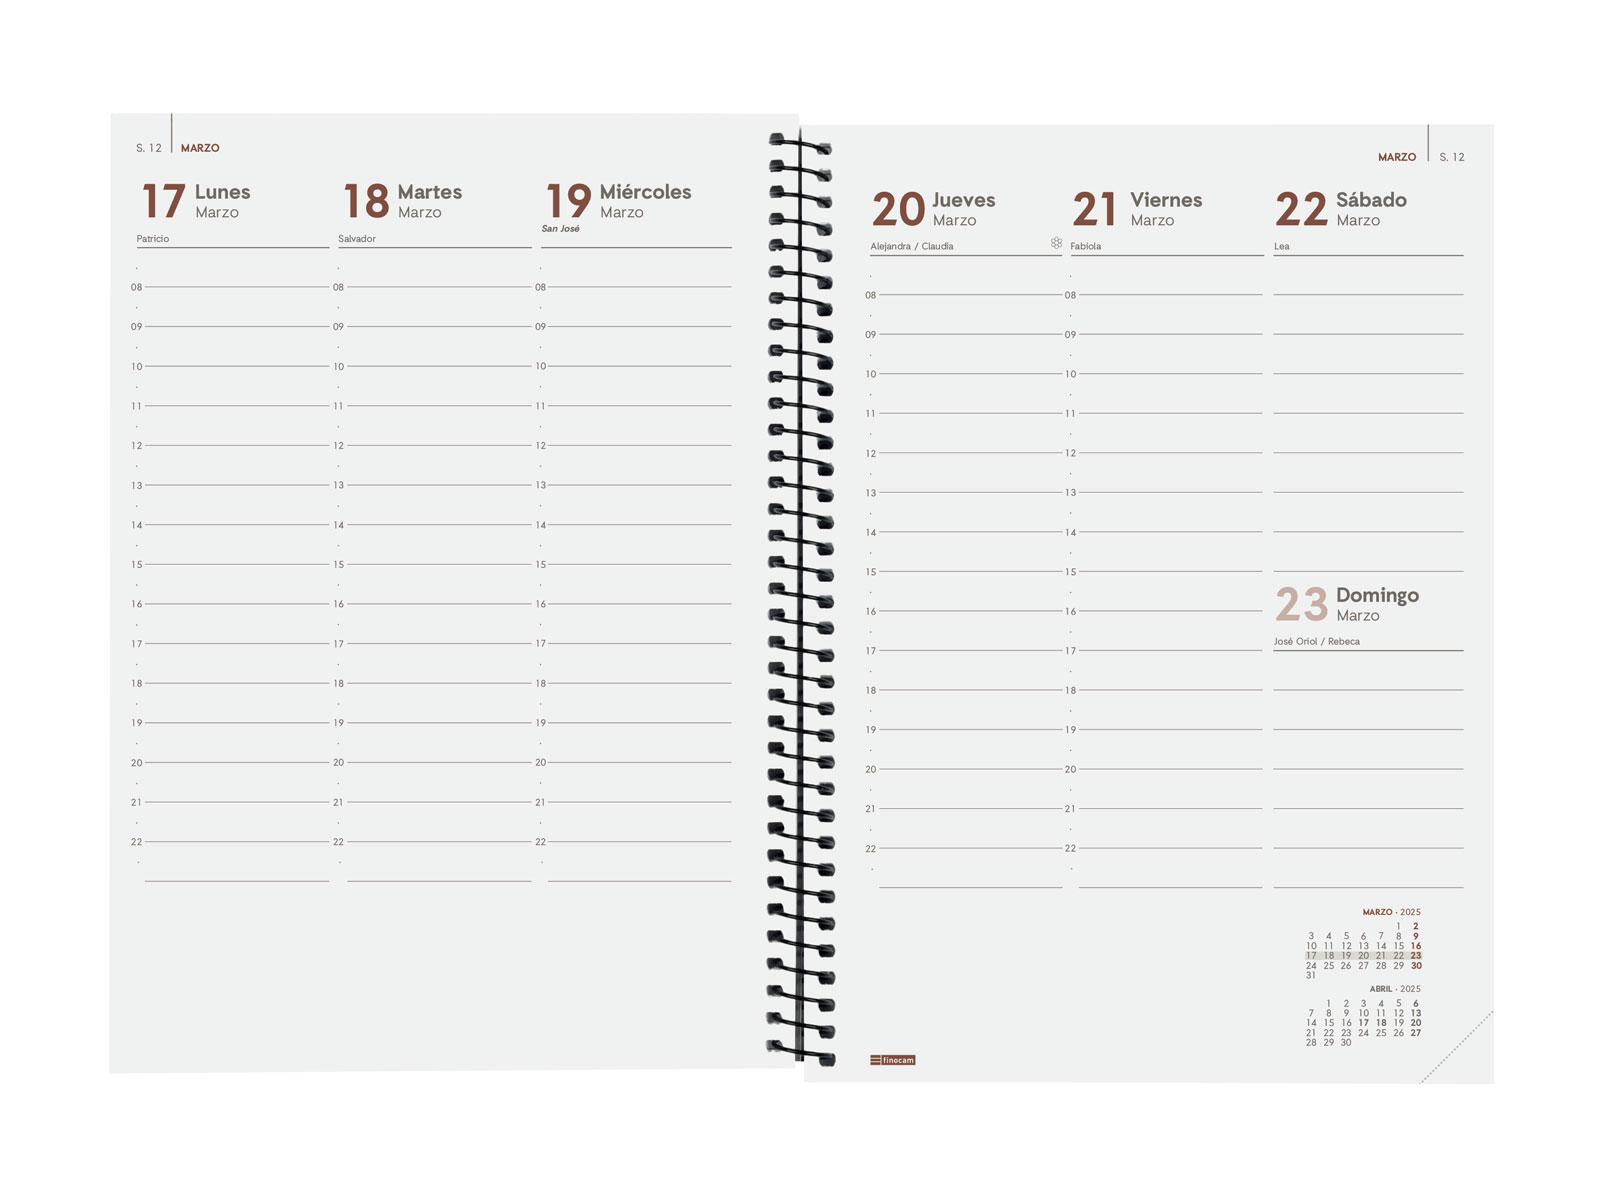 S. 12 MARZO
17 Lunes
Marzo
Patricio
08
09
10
11
12
13
14
15
16
17
18
19
20
21
22
18 Martes
Marzo
Salvador
08
09
10
11
12
13
14
15
16
17
18
19
20
21
22
19 Miércoles
Marzo
San José
08
09
10
11
12
13
14
15
16
17
18
19
20
21
22
MARZO S. 12
20 Jueves
Marzo
Alejandra / Claudia
08
09
10
11
12
13
14
15
16
17
18
19
20
21
22
21 Viernes
Marzo
Fabiola
08
09
10
11
12
13
14
15
16
17
18
19
20
21
22
22 Sábado
Marzo
Lea
23 Domingo
Marzo
José Oriol / Rebeca
MARZO · 2025
1 2
3 4 5 6 7 8 9
10 11 12 13 14 15 16
17 18 19 20 21 22 23
24 25 26 27 28 29 30
31
ABRIL · 2025
1 2 3 4 5 6
7 8 9 10 11 12 13
14 15 16 17 18 19 20
21 22 23 24 25 26 27
28 29 30
finocam